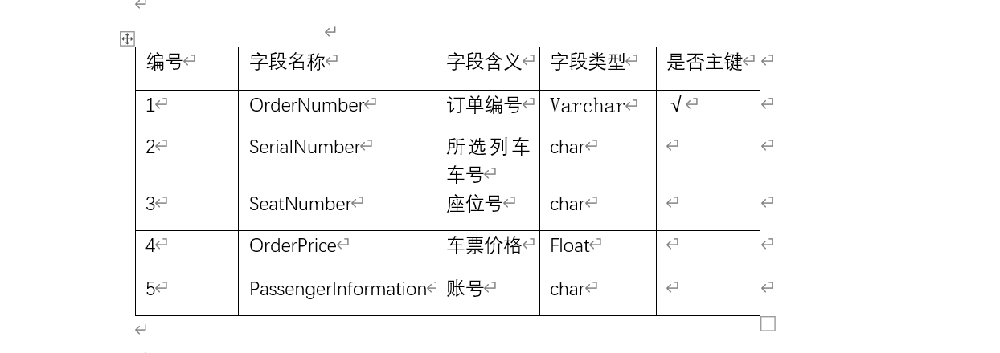 编号 字段名称 字段含义 字段类型 是否主键
1 OrderNumber 订单编号 Varchar √
2 SerialNumber 所选列车 char
车号
3 SeatNumber 座位号 char
4 OrderPrice 车票价格 Float
5 PassengerInformation 账号 char